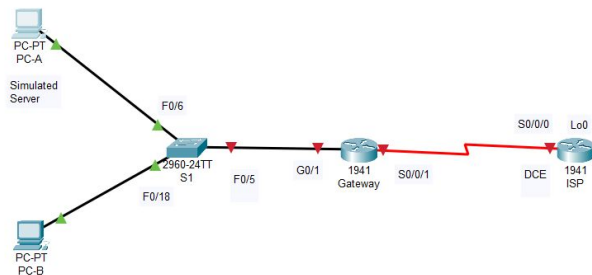 PC-PT
PC-A
Simulated
Server
F0/6
2960-24TT
S1
F0/5
F0/18
PC-PT
PC-B
G0/1
1941
Gateway
S0/0/1
S0/0/0
Lo0
DCE
1941
ISP